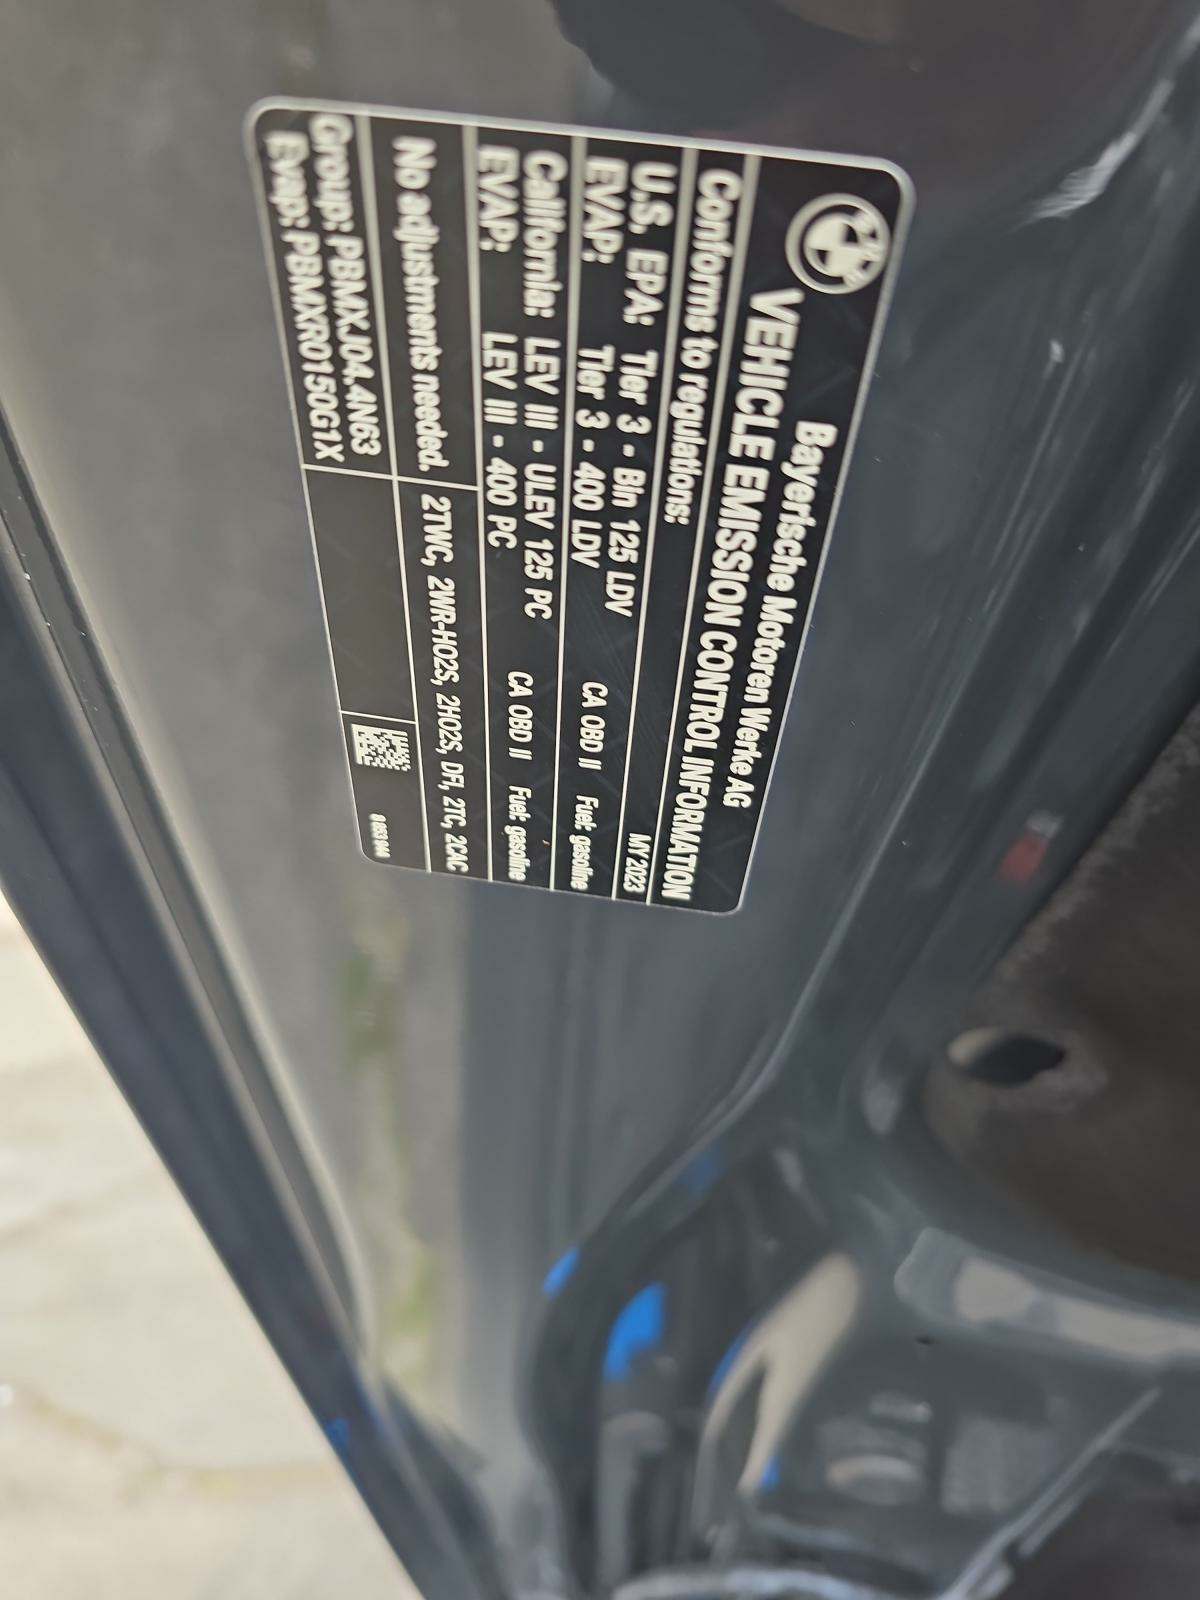 Bayerische Motoren Werke AG
VEHICLE EMISSION CONTROL INFORMATION
Conforms to regulations: MY 2023
U.S. EPA: Tier 3 - Bin 125 LDV CA OBD II Fuel: gasoline
EVAP: Tier 3 - 400 LDV
California: LEV III - ULEV 125 PC CA OBD II Fuel: gasoline
EVAP: LEV III - 400 PC
No adjustments needed. 2TWC, 2WR-HO2S, 2HO2S, DFI, 2TC, 2CAC
Group: PBMXJ04.4N63
Evap: PBMXR0150G1X